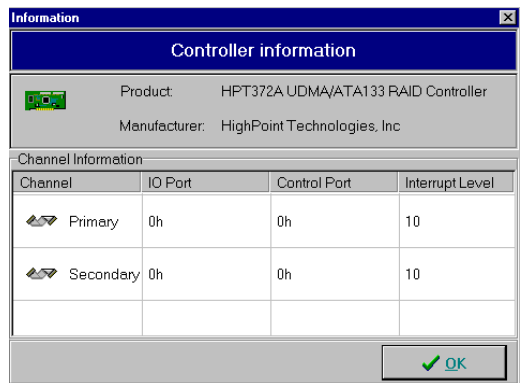 Information
Controller information
Product: HPT372A UDMA/ATA133 RAID Controller
Manufacturer: HighPoint Technologies, Inc
Channel Information
Channel IO Port Control Port Interrupt Level
Primary 0h 0h 10
Secondary 0h 0h 10
OK